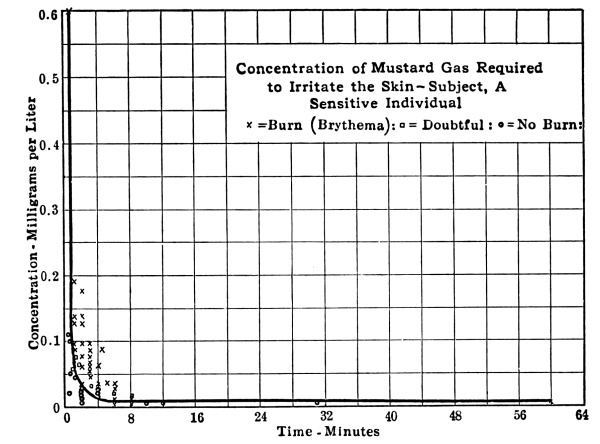 Concentration of Mustard Gas Required
to Irritate the Skin - Subject, A
Sensitive Individual
x = Burn (Brythema): □ = Doubtful : ● = No Burn:
Concentration - Milligrams per Liter
0.6
0.5
0.4
0.3
0.2
0.1
0
0 8 16 24 32 40 48 56 64
Time - Minutes